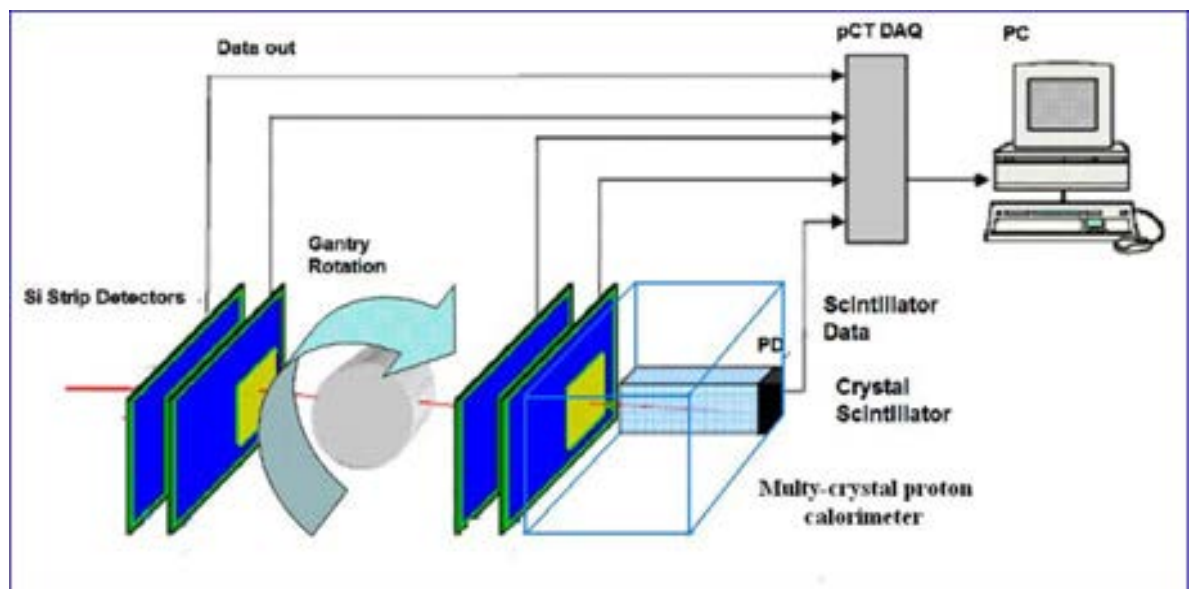 Data out
pCT DAQ
PC
Gantry
Rotation
Si Strip Detectors
Scintillator
Data
PD
Crystal
Scintillator
Multy-crystal proton
calorimeter